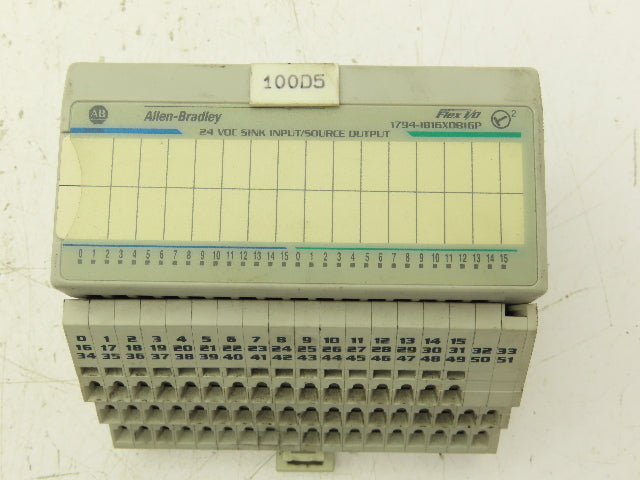 100D5
AB Allen-Bradley Flex I/O 2
1794-IB16XOB16P
24 VDC SINK INPUT/SOURCE OUTPUT
0 1 2 3 4 5 6 7 8 9 10 11 12 13 14 15 0 1 2 3 4 5 6 7 8 9 10 11 12 13 14 15
0 1 2 3 4 5 6 7 8 9 10 11 12 13 14 15
16 17 18 19 20 21 22 23 24 25 26 27 28 29 30 31 32 33
34 35 36 37 38 39 40 41 42 43 44 45 46 47 48 49 50 51